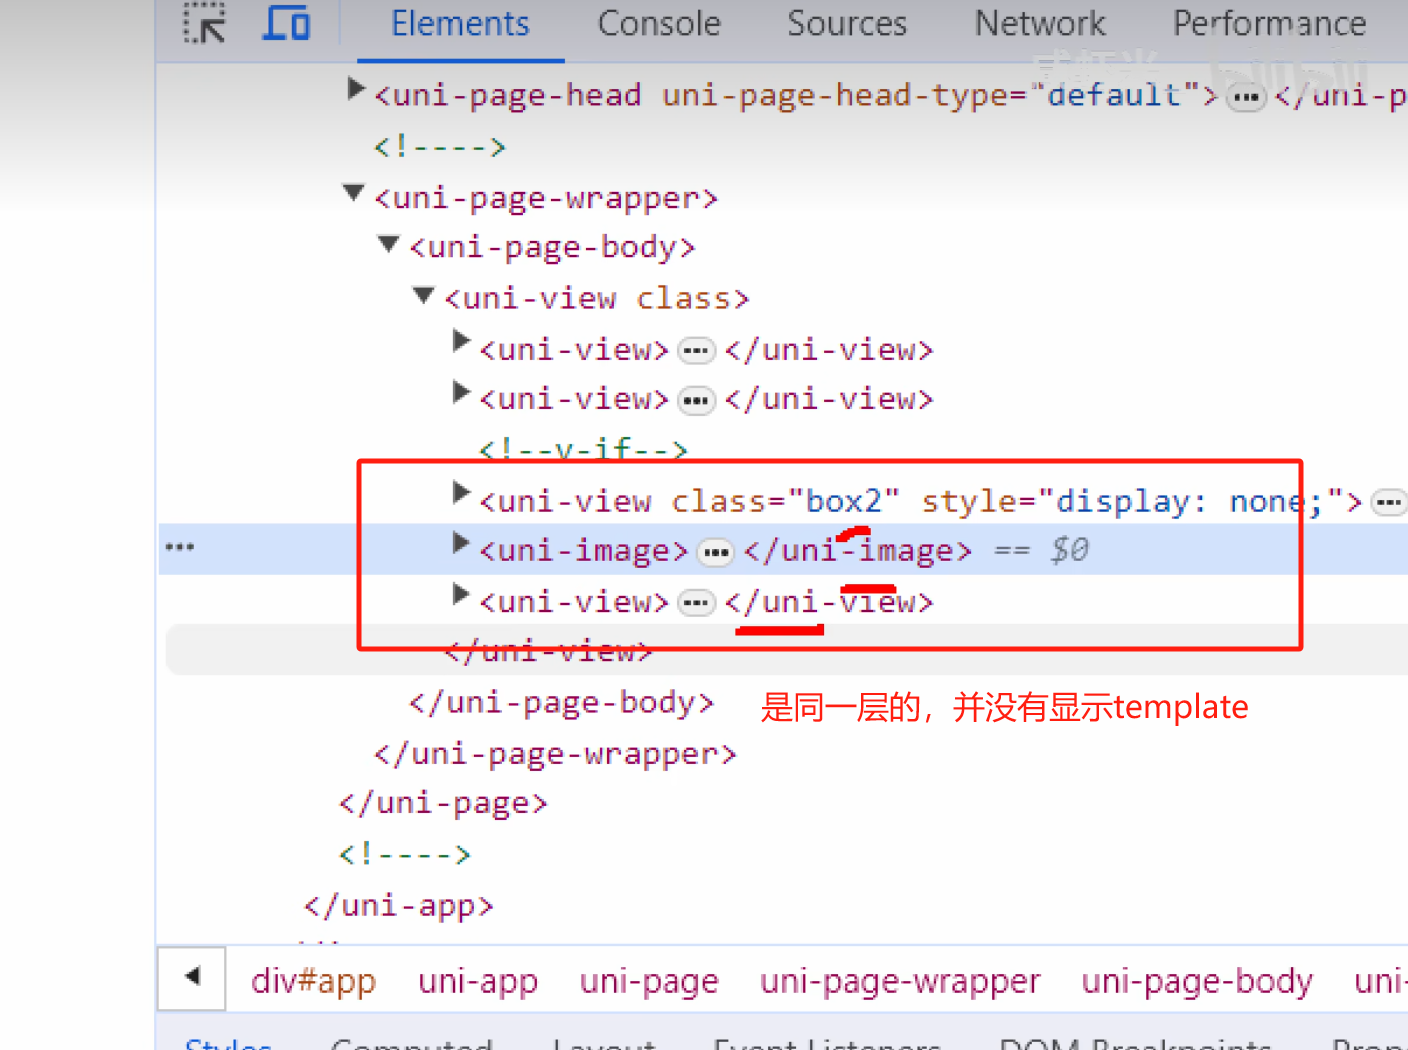 Elements Console Sources Network Performance
<uni-page-head uni-page-head-type="default"> ••• </uni-p
<!---->
<uni-page-wrapper>
<uni-page-body>
<uni-view class>
<uni-view> ••• </uni-view>
<uni-view> ••• </uni-view>
<!--v-if-->
<uni-view class="box2" style="display: none;"> •••
••• <uni-image> ••• </uni-image> == $0
<uni-view> ••• </uni-view>
</uni-view>
</uni-page-body> 是同一层的，并没有显示template
</uni-page-wrapper>
</uni-page>
<!---->
</uni-app>
div#app uni-app uni-page uni-page-wrapper uni-page-body uni-
Styles Computed Layout Event Listeners DOM Breakpoints Prop